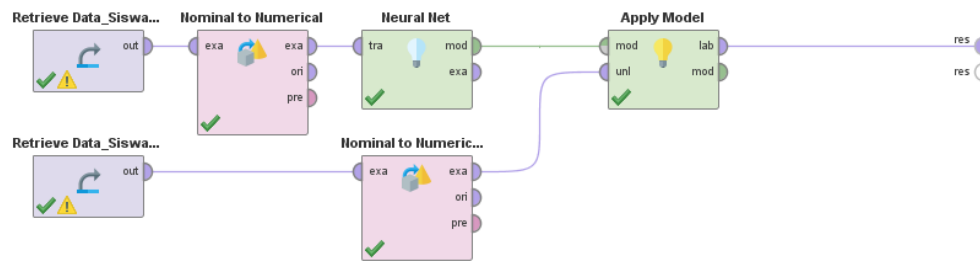 Retrieve Data_Siswa...
Nominal to Numerical
Neural Net
Apply Model
out
exa
exa
ori
pre
tra
mod
exa
mod
lab
unl
mod
res
res
Retrieve Data_Siswa...
Nominal to Numeric...
out
exa
exa
ori
pre